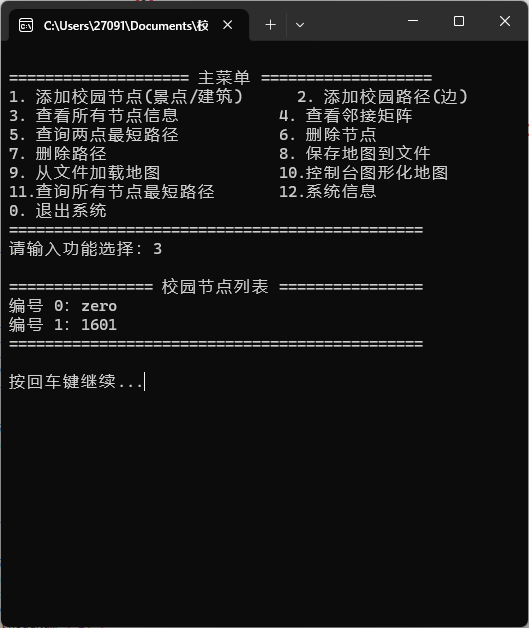 C:\Users\27091\Documents\校
==================== 主菜单 ===================
1. 添加校园节点(景点/建筑)      2. 添加校园路径(边)
3. 查看所有节点信息           4. 查看邻接矩阵
5. 查询两点最短路径           6. 删除节点
7. 删除路径                   8. 保存地图到文件
9. 从文件加载地图             10.控制台图形化地图
11.查询所有节点最短路径       12.系统信息
0. 退出系统
==============================================
请输入功能选择: 3
================ 校园节点列表 ================
编号 0: zero
编号 1: 1601
==============================================
按回车键继续...